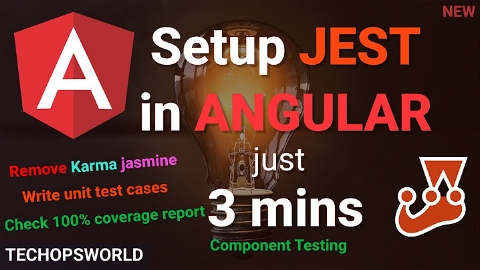 NEW
Setup JEST
in ANGULAR
just
3 mins
Remove Karma jasmine
Write unit test cases
Check 100% coverage report
Component Testing
TECHOPSWORLD
A